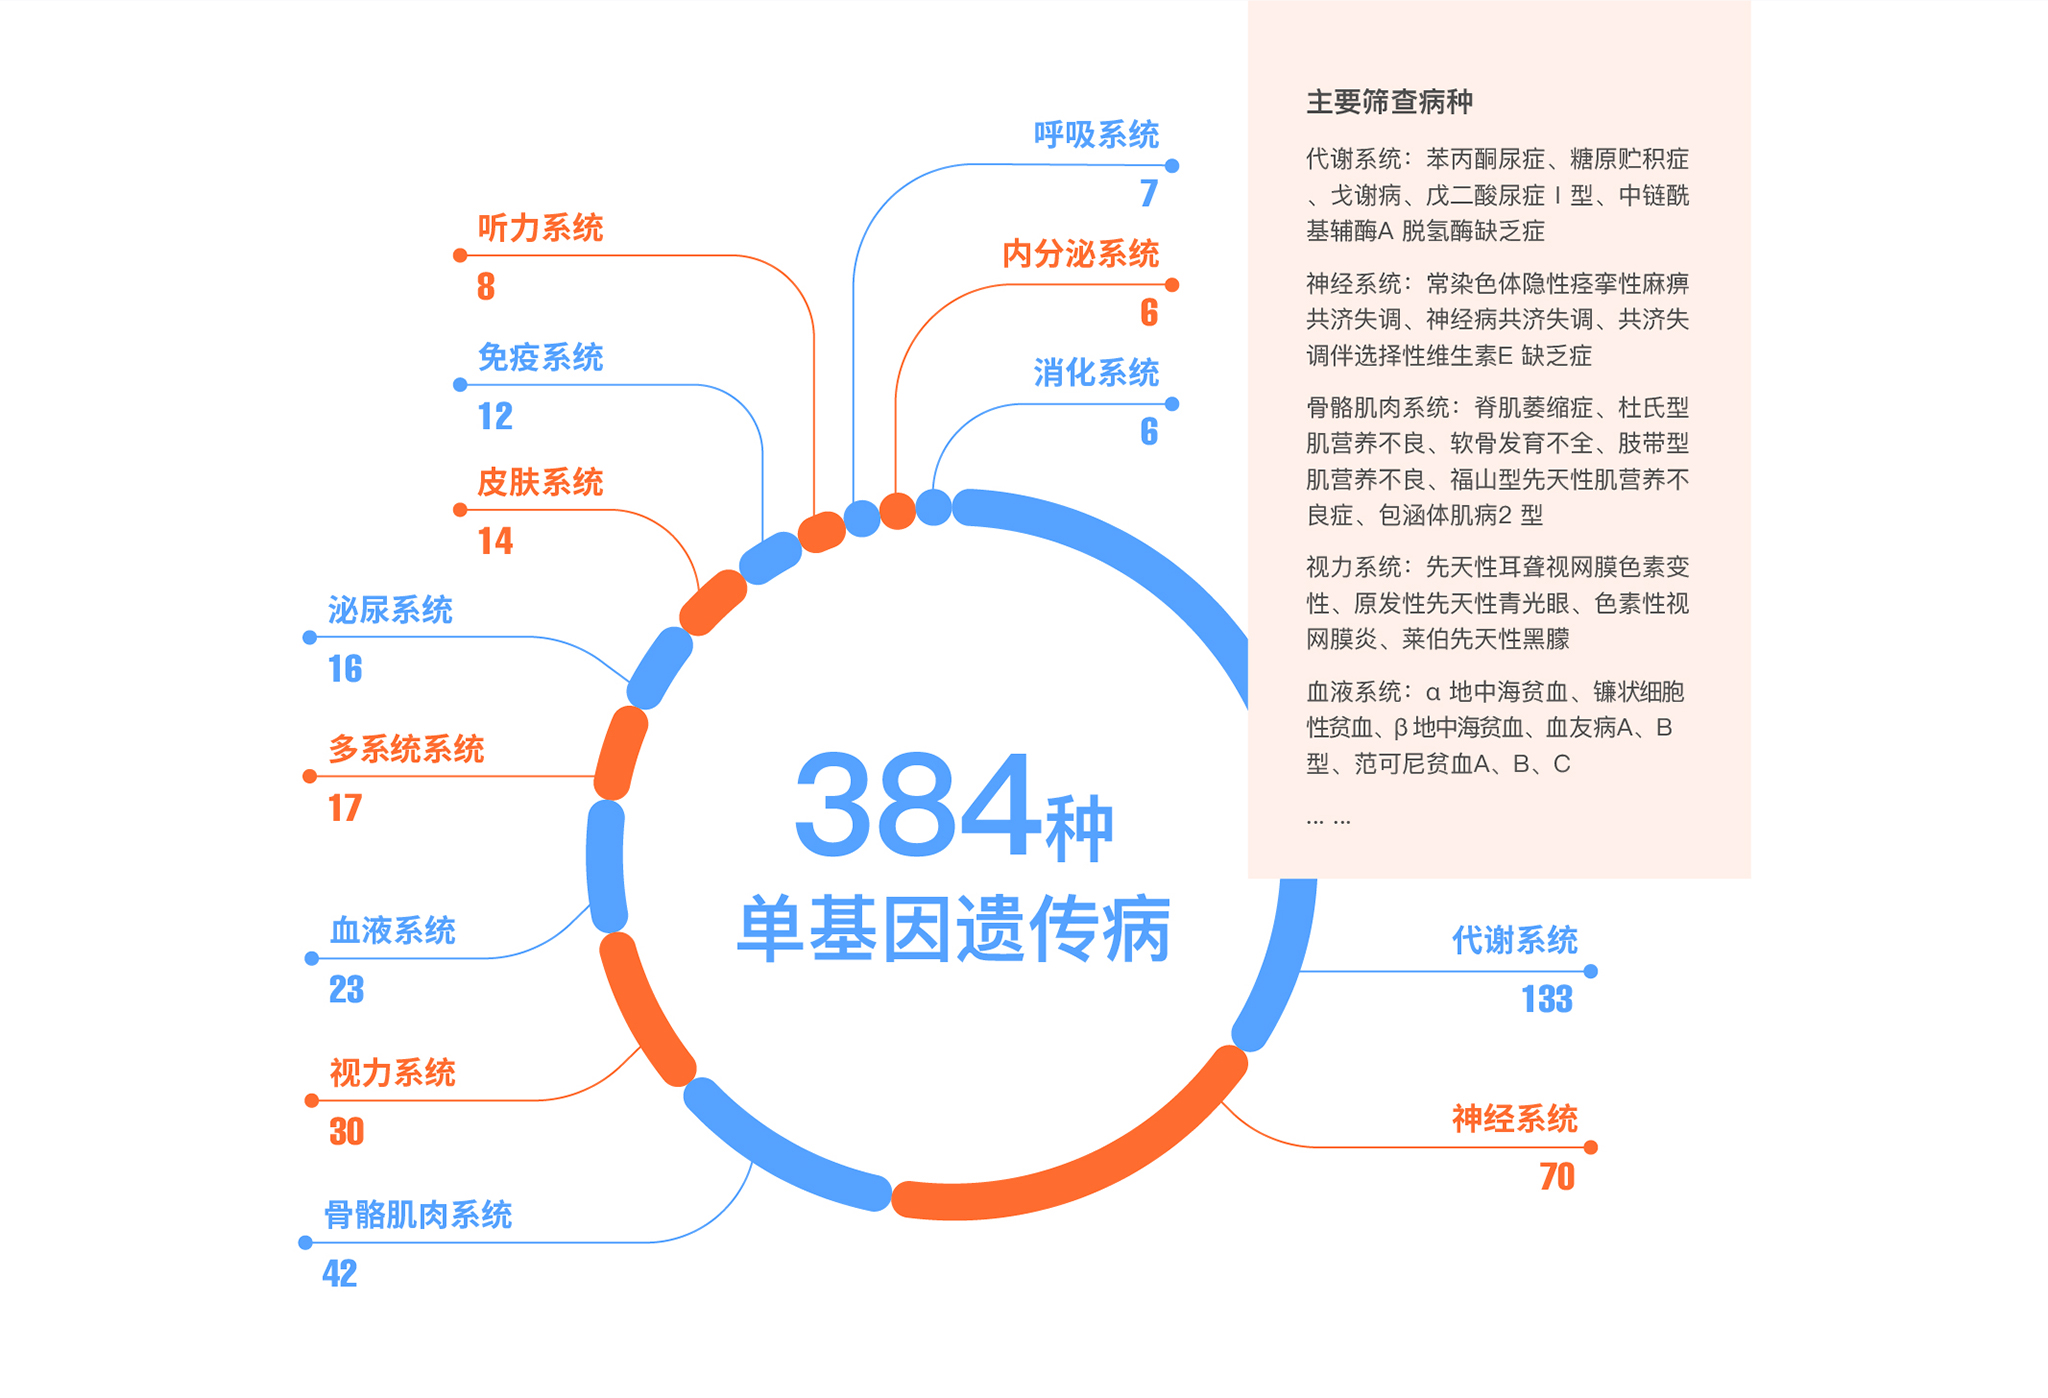 呼吸系统
7
听力系统
8
内分泌系统
6
免疫系统
12
消化系统
6
皮肤系统
14
泌尿系统
16
多系统系统
17
血液系统
23
视力系统
30
骨骼肌肉系统
42
384种
单基因遗传病
代谢系统
133
神经系统
70
主要筛查病种
代谢系统：苯丙酮尿症、糖原贮积症
、戈谢病、戊二酸尿症 I 型、中链酰
基辅酶A 脱氢酶缺乏症
神经系统：常染色体隐性痉挛性麻痹
共济失调、神经病共济失调、共济失
调伴选择性维生素E 缺乏症
骨骼肌肉系统：脊肌萎缩症、杜氏型
肌营养不良、软骨发育不全、肢带型
肌营养不良、福山型先天性肌营养不
良症、包涵体肌病2 型
视力系统：先天性耳聋视网膜色素变
性、原发性先天性青光眼、色素性视
网膜炎、莱伯先天性黑朦
血液系统：α 地中海贫血、镰状细胞
性贫血、β 地中海贫血、血友病A、B
型、范可尼贫血A、B、C
... ...